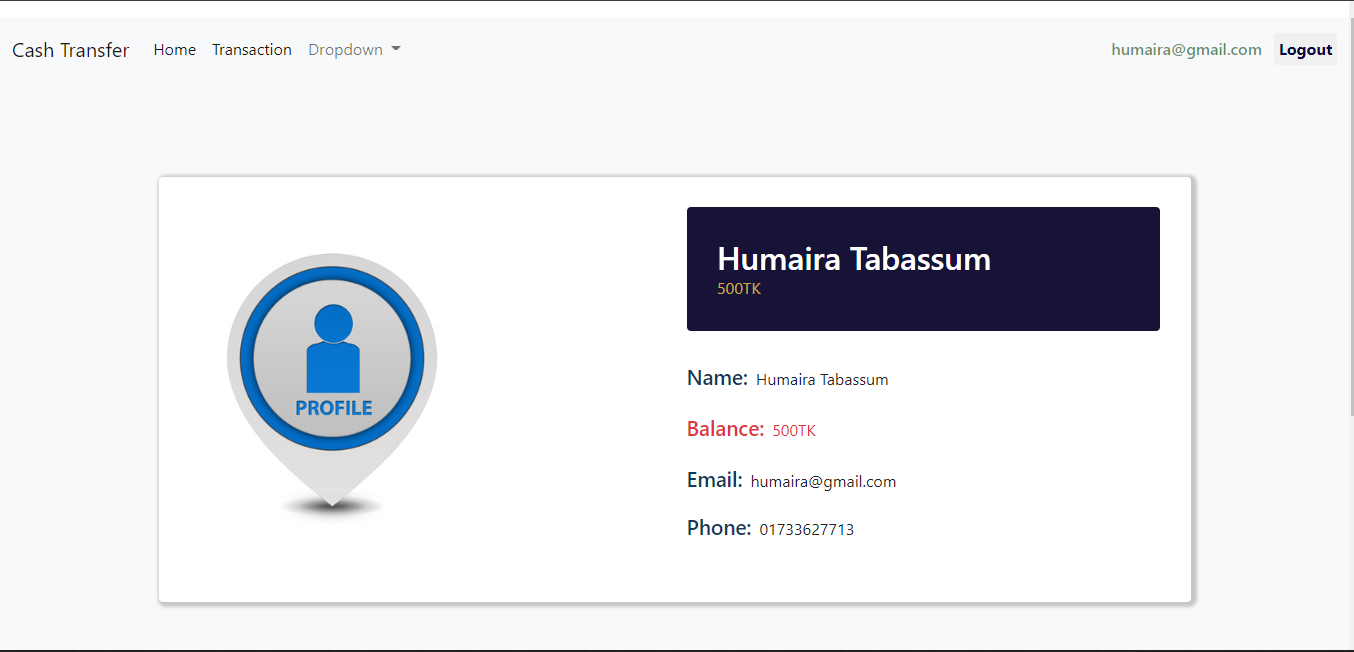 Cash Transfer Home Transaction Dropdown humaira@gmail.com Logout
PROFILE
Humaira Tabassum
500TK
Name: Humaira Tabassum
Balance: 500TK
Email: humaira@gmail.com
Phone: 01733627713